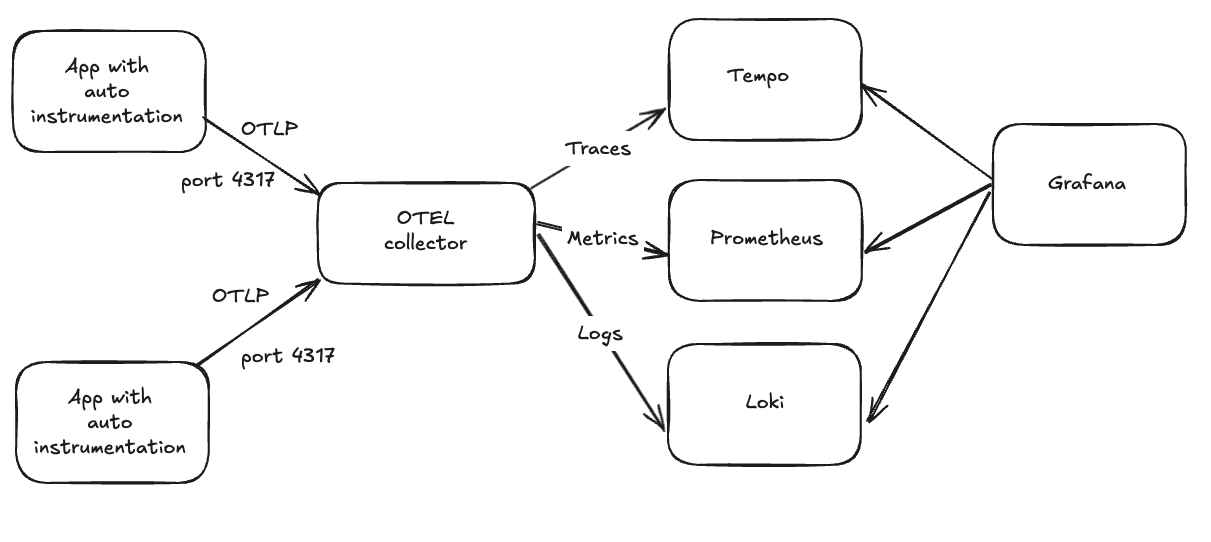 App with
auto
instrumentation
OTLP
port 4317
OTEL
collector
OTLP
port 4317
App with
auto
instrumentation
Traces
Metrics
Logs
Tempo
Prometheus
Loki
Grafana